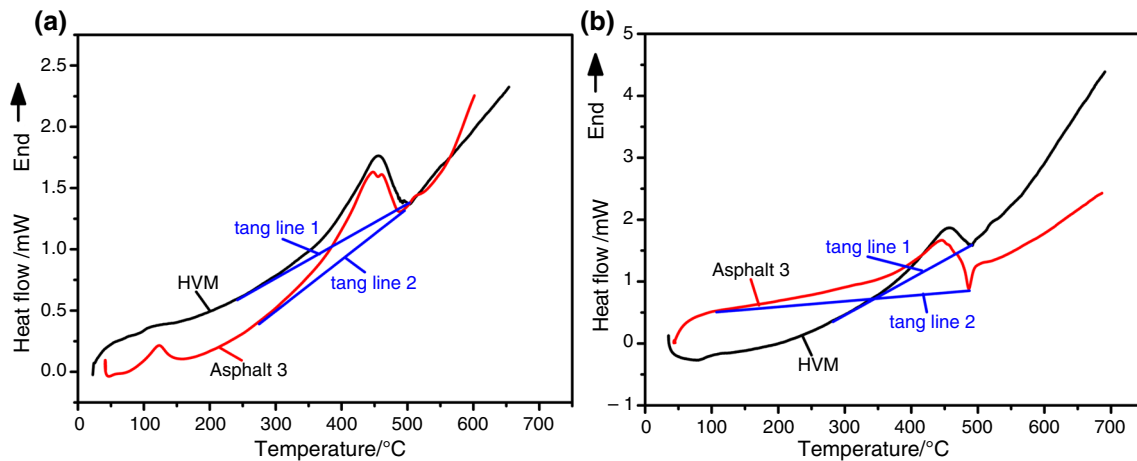 (a)
End
Heat flow /mW
2.5
2.0
1.5
1.0
0.5
0.0
tang line 1
tang line 2
HVM
Asphalt 3
0 100 200 300 400 500 600 700
Temperature/°C
(b)
End
Heat flow/mW
5
4
3
2
1
0
–1
tang line 1
Asphalt 3
tang line 2
HVM
0 100 200 300 400 500 600 700
Temperature/°C